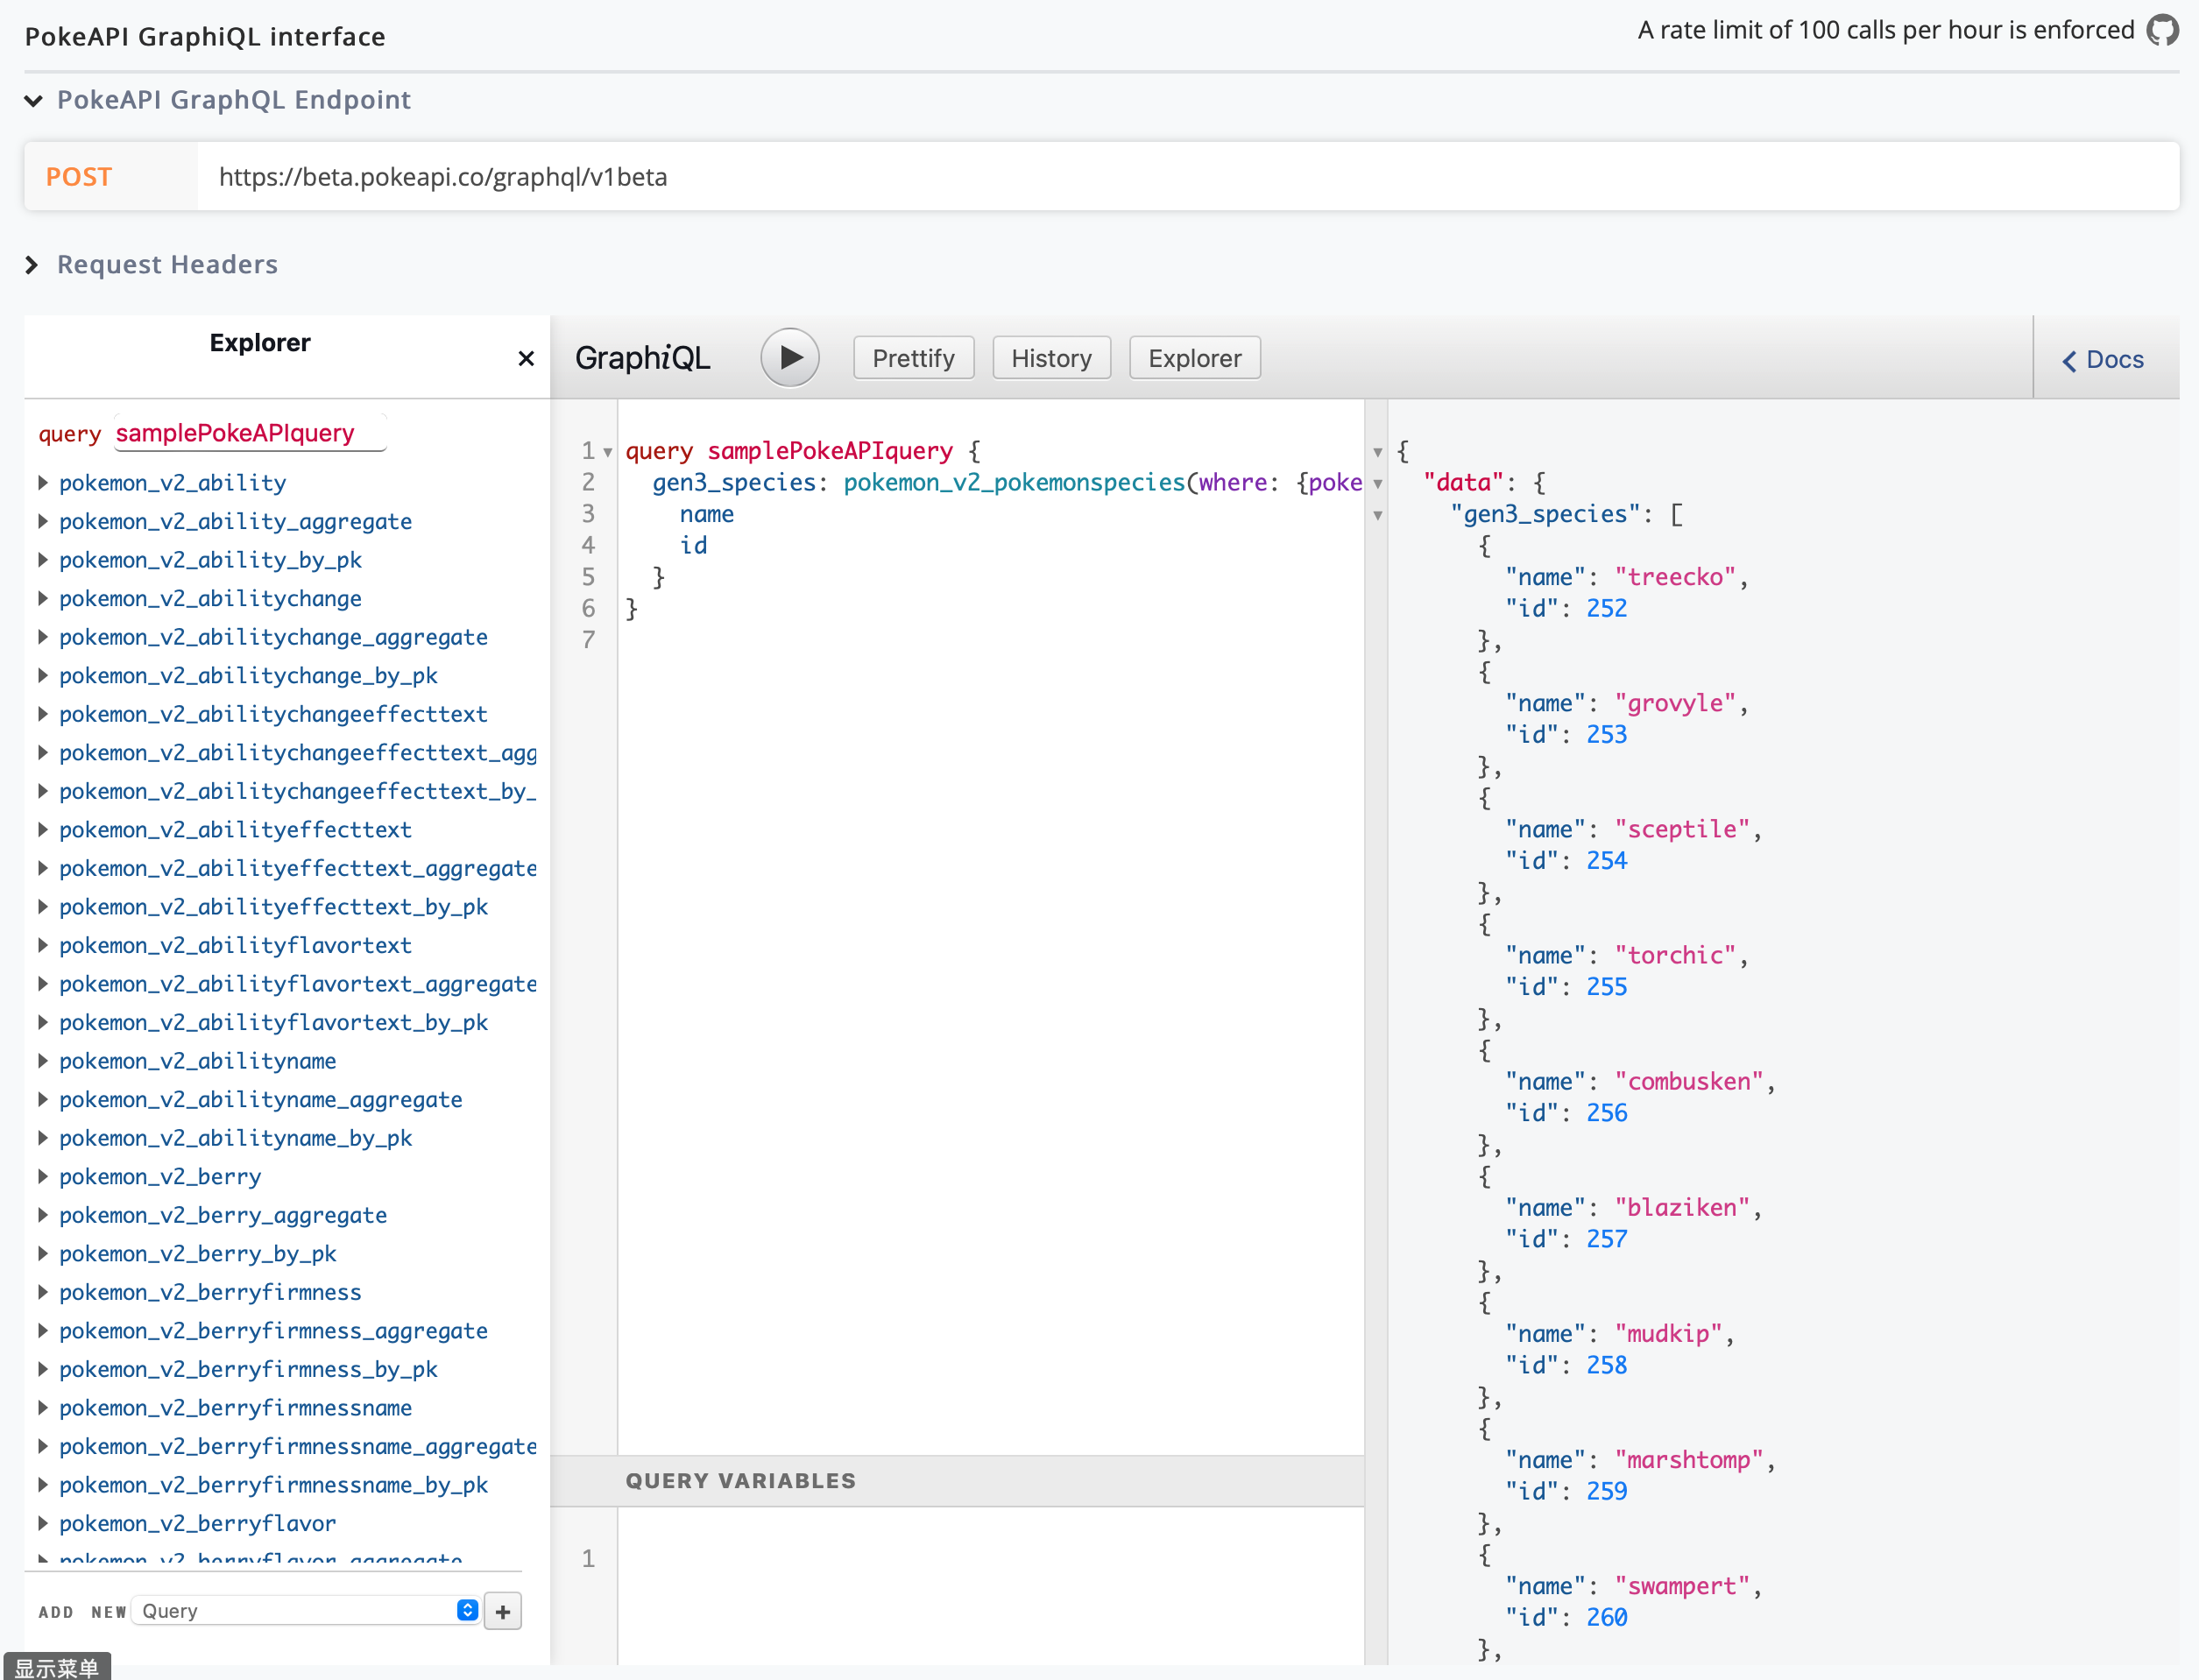 PokeAPI GraphiQL interface
A rate limit of 100 calls per hour is enforced
PokeAPI GraphQL Endpoint
POST
https://beta.pokeapi.co/graphql/v1beta
Request Headers
Explorer
GraphiQL
Prettify
History
Explorer
Docs
query samplePokeAPIquery
pokemon_v2_ability
pokemon_v2_ability_aggregate
pokemon_v2_ability_by_pk
pokemon_v2_abilitychange
pokemon_v2_abilitychange_aggregate
pokemon_v2_abilitychange_by_pk
pokemon_v2_abilitychangeeffecttext
pokemon_v2_abilitychangeeffecttext_agg
pokemon_v2_abilitychangeeffecttext_by_
pokemon_v2_abilityeffecttext
pokemon_v2_abilityeffecttext_aggregate
pokemon_v2_abilityeffecttext_by_pk
pokemon_v2_abilityflavortext
pokemon_v2_abilityflavortext_aggregate
pokemon_v2_abilityflavortext_by_pk
pokemon_v2_abilityname
pokemon_v2_abilityname_aggregate
pokemon_v2_abilityname_by_pk
pokemon_v2_berry
pokemon_v2_berry_aggregate
pokemon_v2_berry_by_pk
pokemon_v2_berryfirmness
pokemon_v2_berryfirmness_aggregate
pokemon_v2_berryfirmness_by_pk
pokemon_v2_berryfirmnessname
pokemon_v2_berryfirmnessname_aggregate
pokemon_v2_berryfirmnessname_by_pk
pokemon_v2_berryflavor
pokemon_v2_berryflavor_aggregate
ADD NEW Query +
显示菜单
1 query samplePokeAPIquery {
2 gen3_species: pokemon_v2_pokemonspecies(where: {poke
3 name
4 id
5 }
6 }
7
QUERY VARIABLES
1
{
"data": {
"gen3_species": [
{
"name": "treecko",
"id": 252
},
{
"name": "grovyle",
"id": 253
},
{
"name": "sceptile",
"id": 254
},
{
"name": "torchic",
"id": 255
},
{
"name": "combusken",
"id": 256
},
{
"name": "blaziken",
"id": 257
},
{
"name": "mudkip",
"id": 258
},
{
"name": "marshtomp",
"id": 259
},
{
"name": "swampert",
"id": 260
},